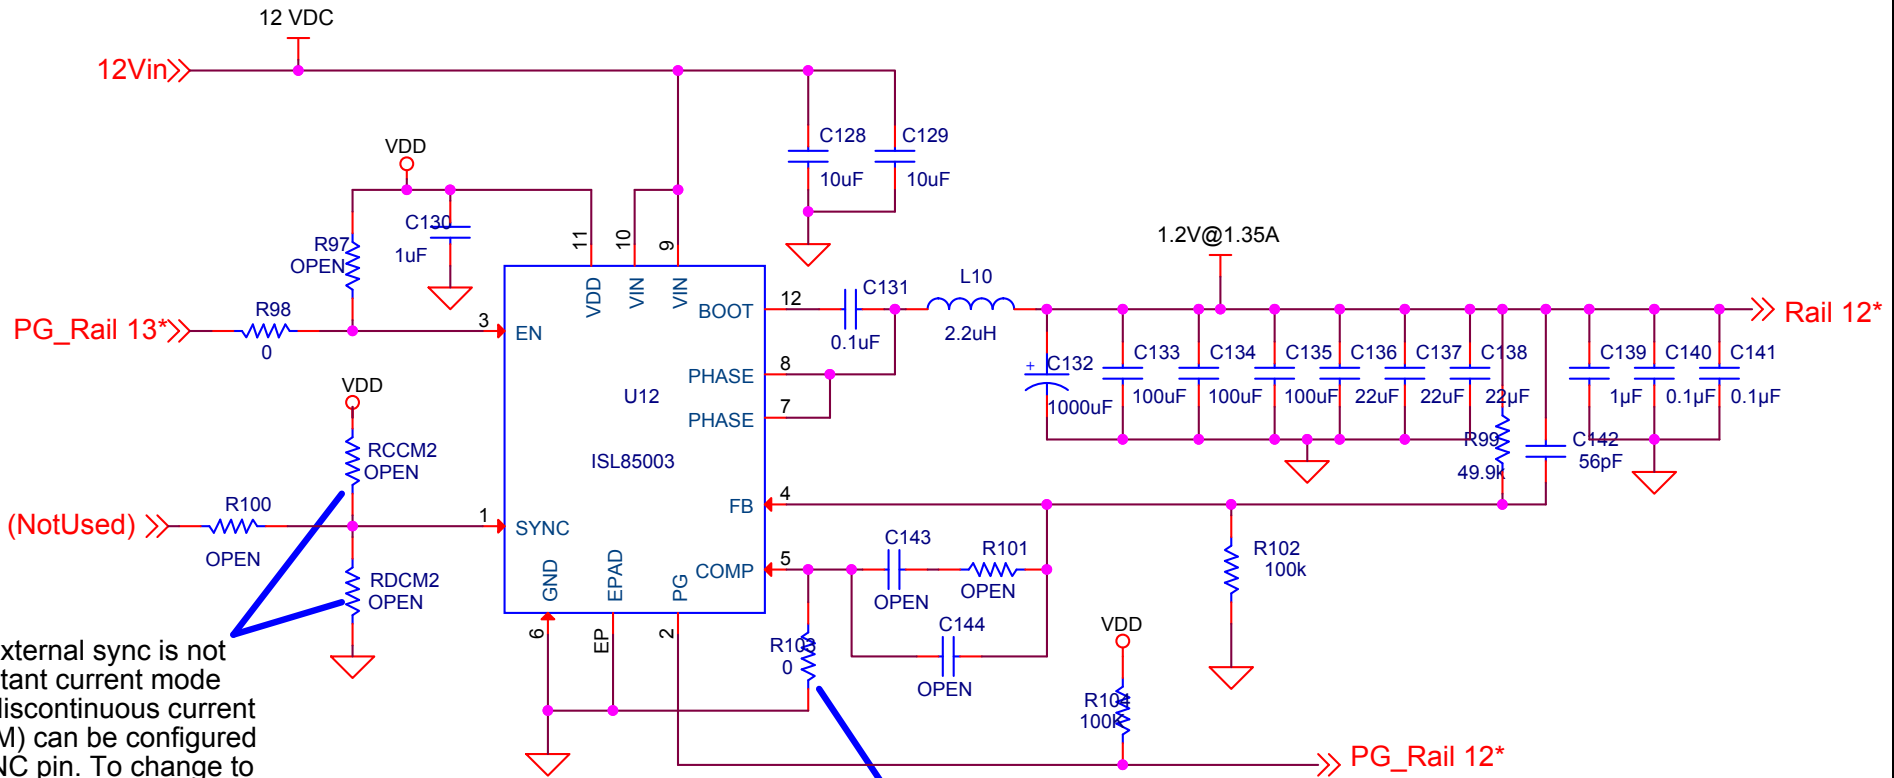 12 VDC
12Vin
VDD
C128
10uF
C129
10uF
C130
1uF
R97
OPEN
R98
0
PG_Rail 13*
11
10
9
VDD
VIN
VIN
3
EN
BOOT
12
C131
0.1uF
L10
2.2uH
1.2V@1.35A
Rail 12*
PHASE
8
PHASE
7
U12
ISL85003
C132
+
1000uF
C133
100uF
C134
100uF
C135
100uF
C136
22uF
C137
22uF
C138
22µF
C139
1µF
C140
0.1µF
C141
0.1µF
R99
49.9K
C142
56pF
VDD
RCCM2
OPEN
(NotUsed)
R100
OPEN
1
SYNC
RDCM2
OPEN
FB
4
COMP
5
GND
EPAD
PG
6
EP
2
C143
OPEN
R101
OPEN
C144
OPEN
R102
100k
R103
0
VDD
R104
100K
PG_Rail 12*
xternal sync is not
tant current mode
discontinuous current
M) can be configured
NC pin. To change to